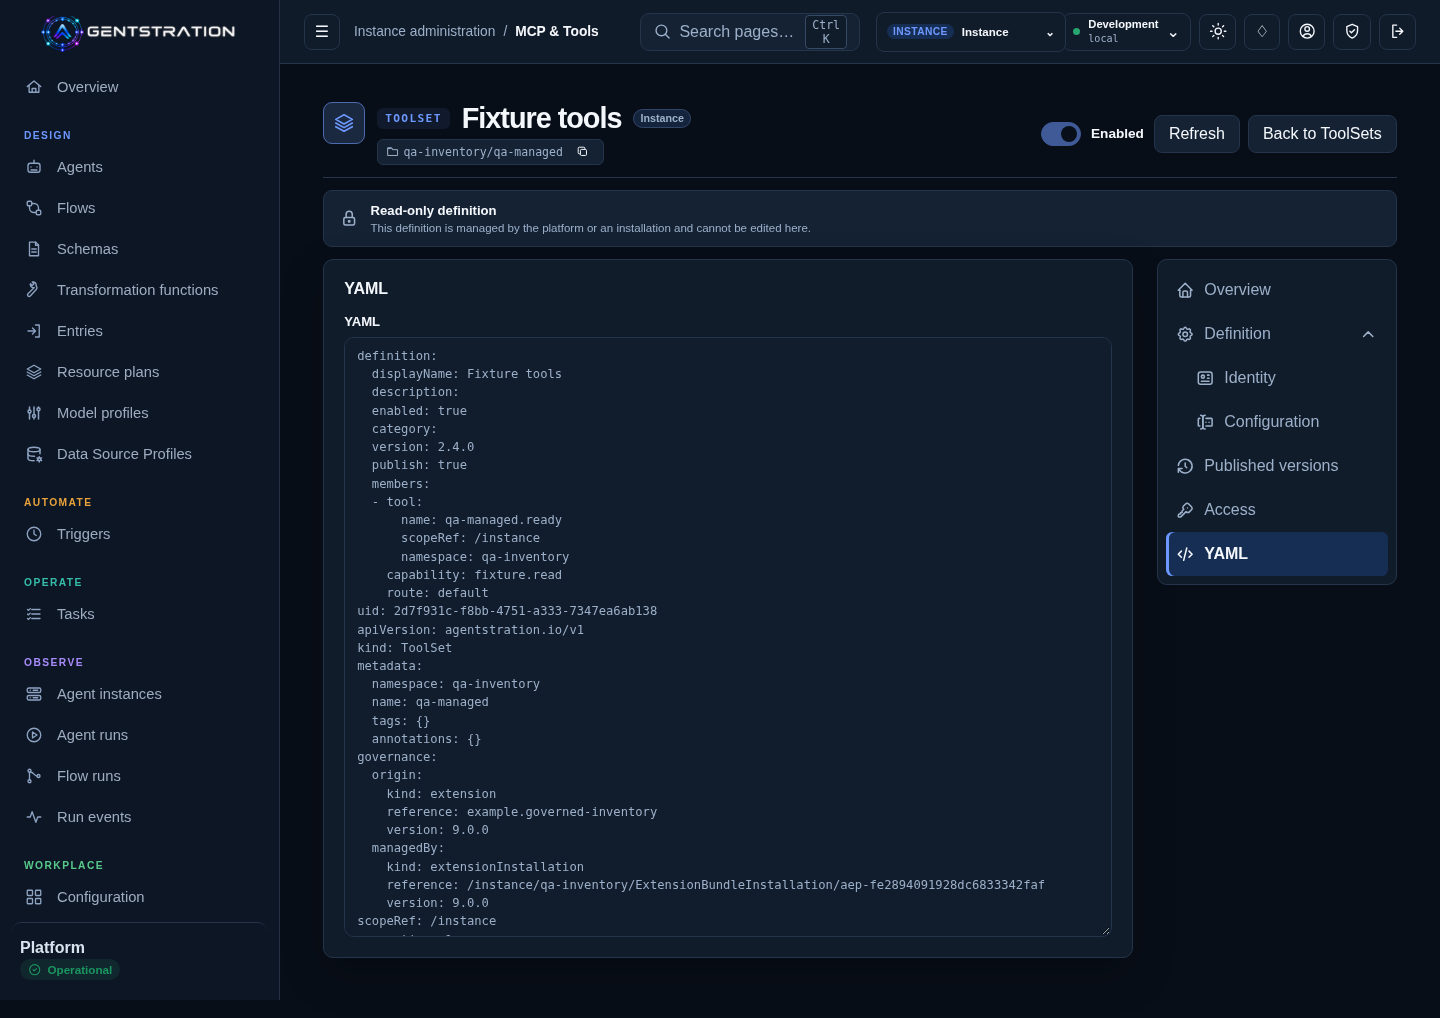 GENTSTRATION
Overview
DESIGN
Agents
Flows
Schemas
Transformation functions
Entries
Resource plans
Model profiles
Data Source Profiles
AUTOMATE
Triggers
OPERATE
Tasks
OBSERVE
Agent instances
Agent runs
Flow runs
Run events
WORKPLACE
Configuration
Platform
Operational
Instance administration / MCP & Tools
Search pages…
Ctrl K
INSTANCE Instance
Development
local
TOOLSET Fixture tools Instance
qa-inventory/qa-managed
Enabled
Refresh
Back to ToolSets
Read-only definition
This definition is managed by the platform or an installation and cannot be edited here.
YAML
YAML
definition:
  displayName: Fixture tools
  description:
  enabled: true
  category:
  version: 2.4.0
  publish: true
  members:
  - tool:
      name: qa-managed.ready
      scopeRef: /instance
      namespace: qa-inventory
    capability: fixture.read
    route: default
uid: 2d7f931c-f8bb-4751-a333-7347ea6ab138
apiVersion: agentstration.io/v1
kind: ToolSet
metadata:
  namespace: qa-inventory
  name: qa-managed
  tags: {}
  annotations: {}
governance:
  origin:
    kind: extension
    reference: example.governed-inventory
    version: 9.0.0
  managedBy:
    kind: extensionInstallation
    reference: /instance/qa-inventory/ExtensionBundleInstallation/aep-fe2894091928dc6833342faf
    version: 9.0.0
scopeRef: /instance
Overview
Definition
Identity
Configuration
Published versions
Access
YAML